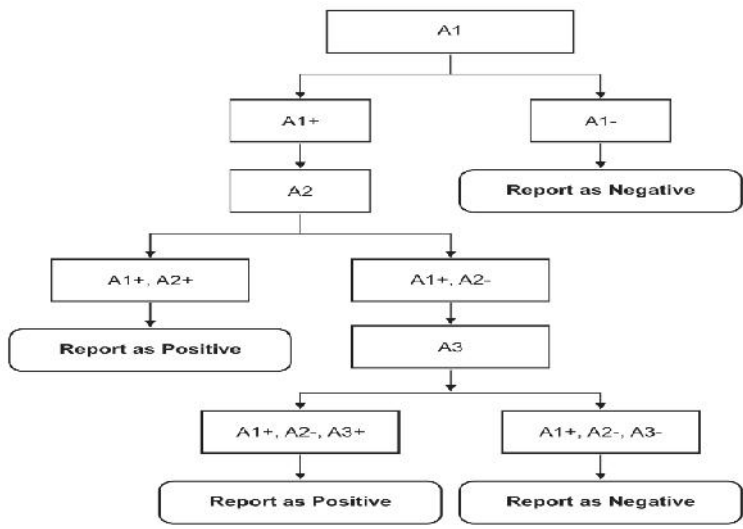 A1
A1+
A1-
A2
Report as Negative
A1+, A2+
A1+, A2-
Report as Positive
A3
A1+, A2-, A3+
A1+, A2-, A3-
Report as Positive
Report as Negative